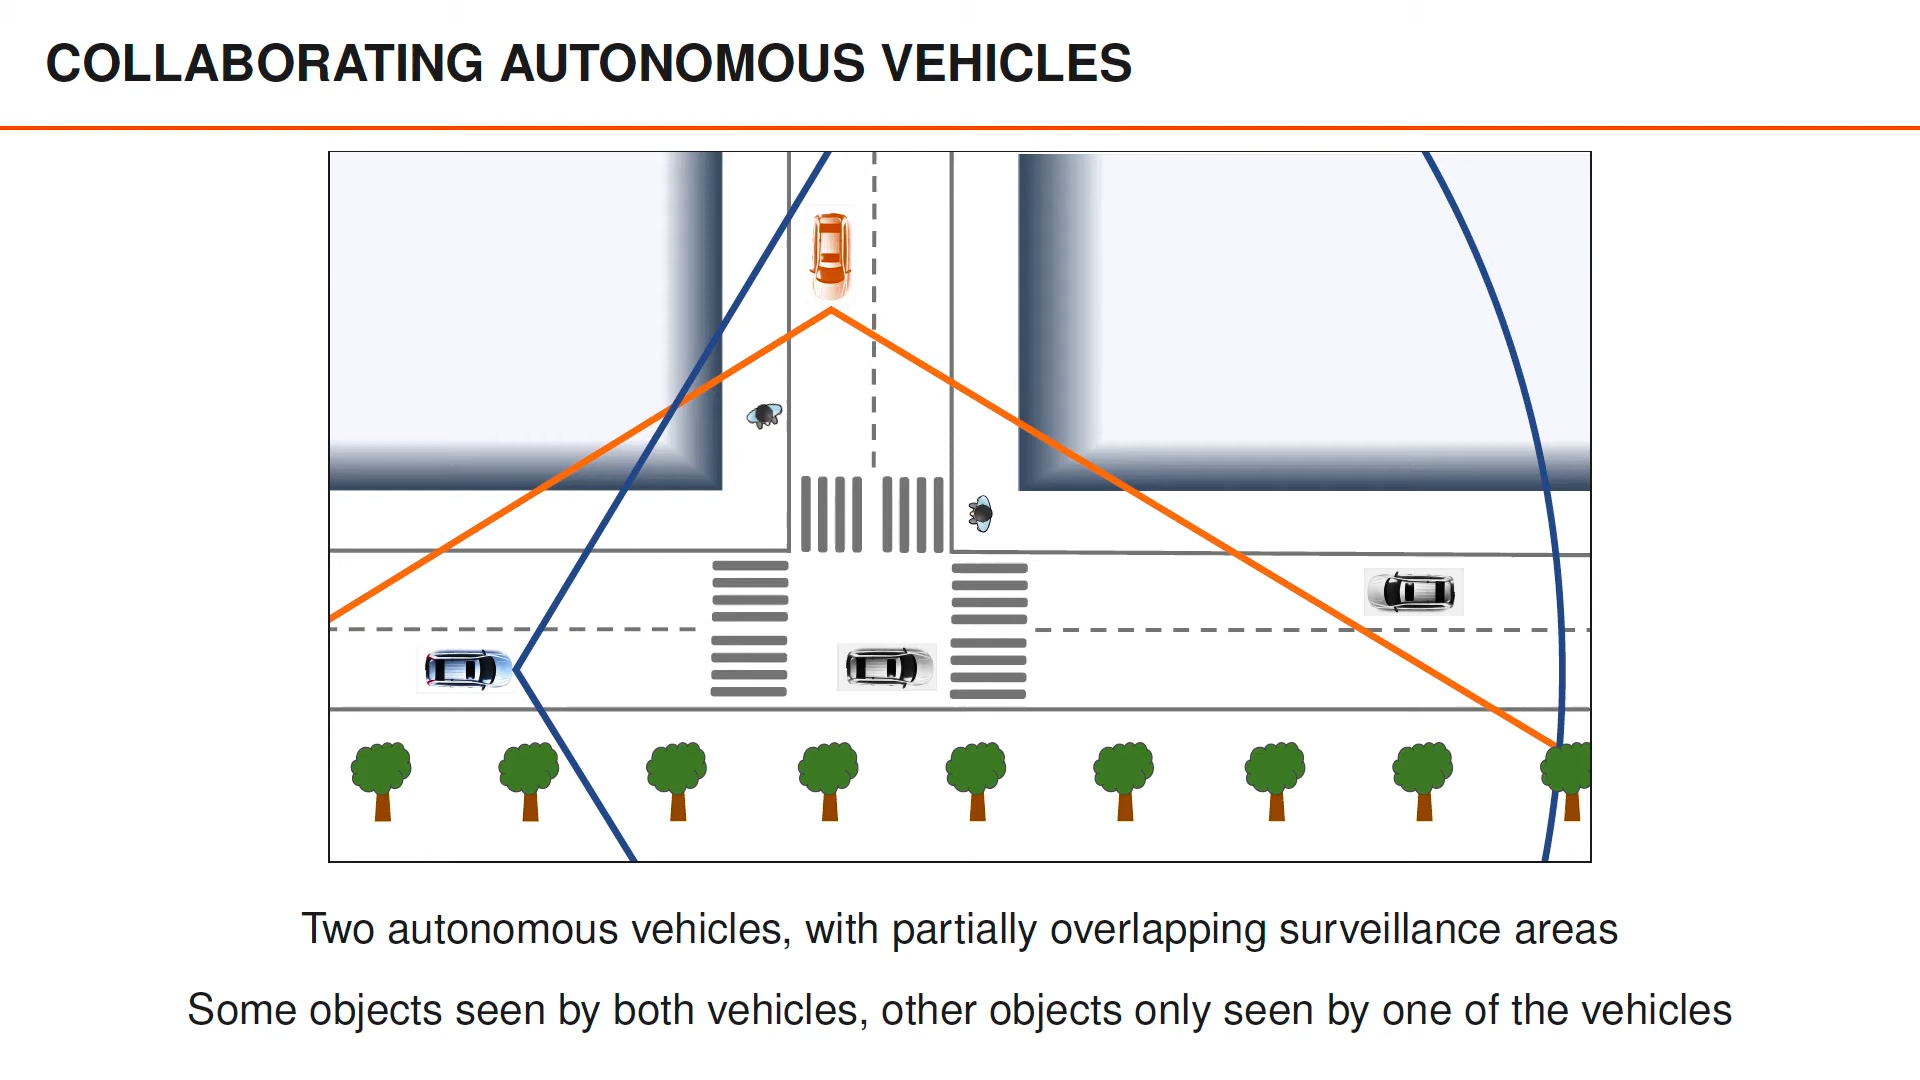 COLLABORATING AUTONOMOUS VEHICLES
Two autonomous vehicles, with partially overlapping surveillance areas
Some objects seen by both vehicles, other objects only seen by one of the vehicles